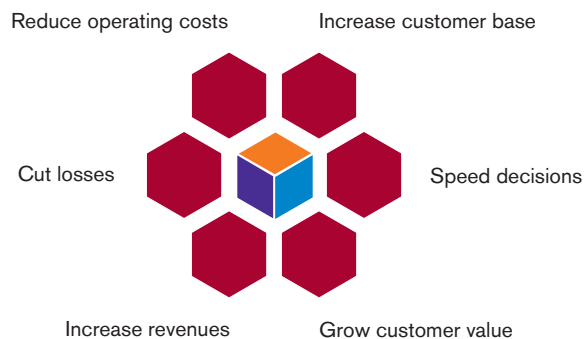 Reduce operating costs
Increase customer base
Cut losses
Speed decisions
Increase revenues
Grow customer value